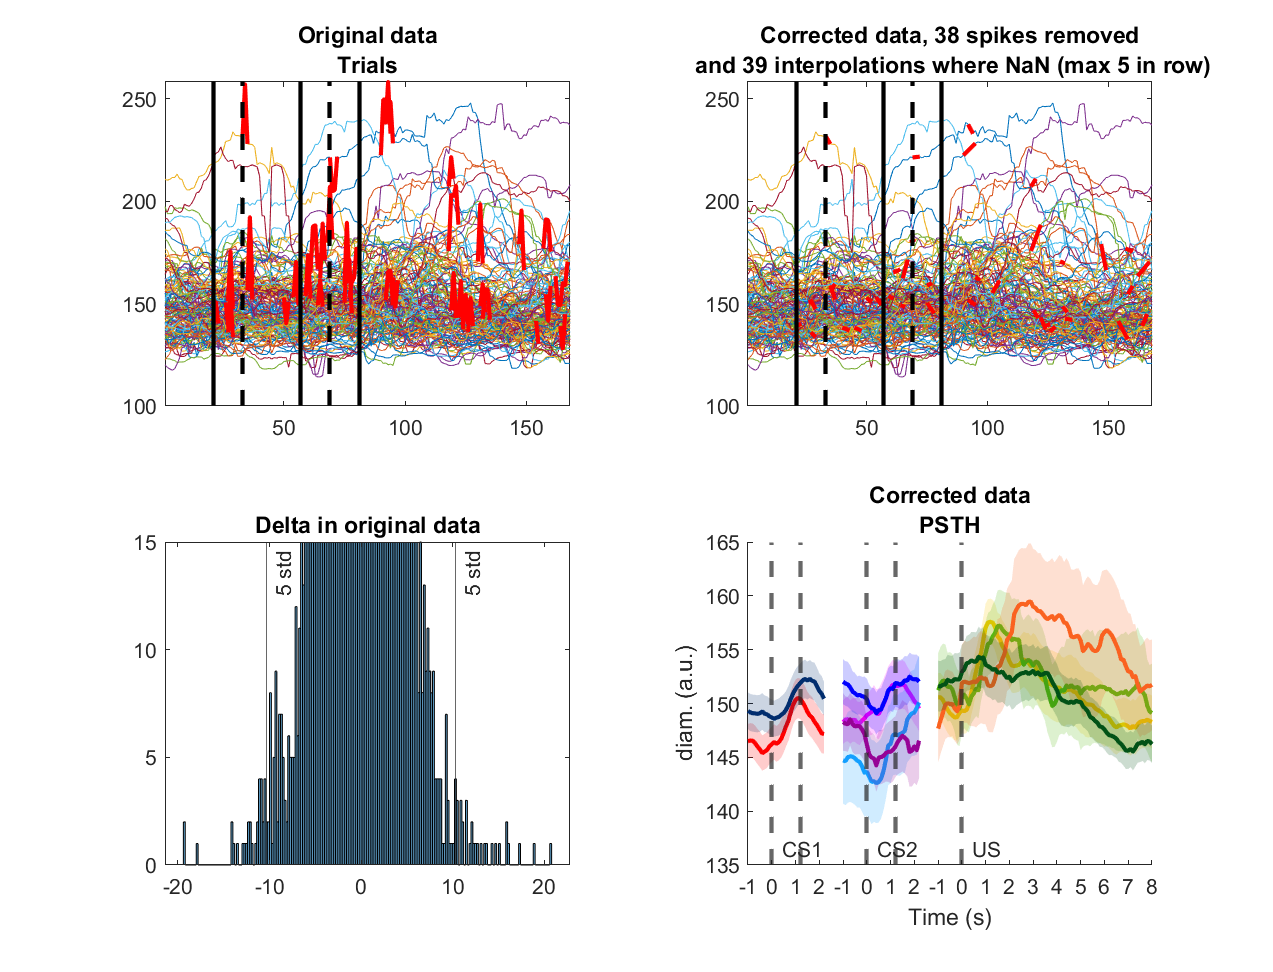 Original data
Trials
250
200
150
100
50
100
150
Corrected data, 38 spikes removed
and 39 interpolations where NaN (max 5 in row)
250
200
150
100
50
100
150
Delta in original data
15
10
5
0
5 std
5 std
-20
-10
0
10
20
Corrected data
PSTH
diam. (a.u.)
165
160
155
150
145
140
135
CS1
CS2
US
-1 0 1 2 -1 0 1 2 -1 0 1 2 3 4 5 6 7 8
Time (s)